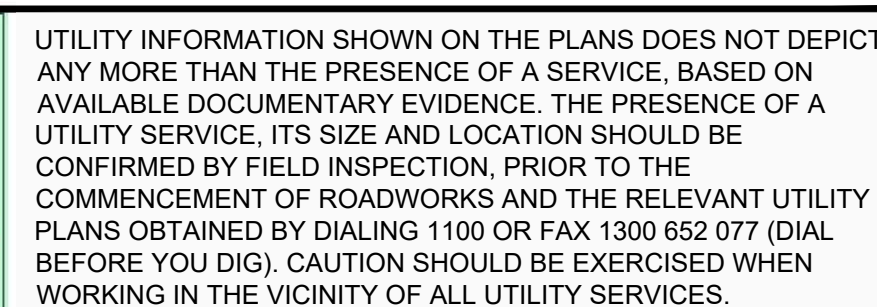 UTILITY INFORMATION SHOWN ON THE PLANS DOES NOT DEPICT
ANY MORE THAN THE PRESENCE OF A SERVICE, BASED ON
AVAILABLE DOCUMENTARY EVIDENCE. THE PRESENCE OF A
UTILITY SERVICE, ITS SIZE AND LOCATION SHOULD BE
CONFIRMED BY FIELD INSPECTION, PRIOR TO THE
COMMENCEMENT OF ROADWORKS AND THE RELEVANT UTILITY
PLANS OBTAINED BY DIALING 1100 OR FAX 1300 652 077 (DIAL
BEFORE YOU DIG). CAUTION SHOULD BE EXERCISED WHEN
WORKING IN THE VICINITY OF ALL UTILITY SERVICES.